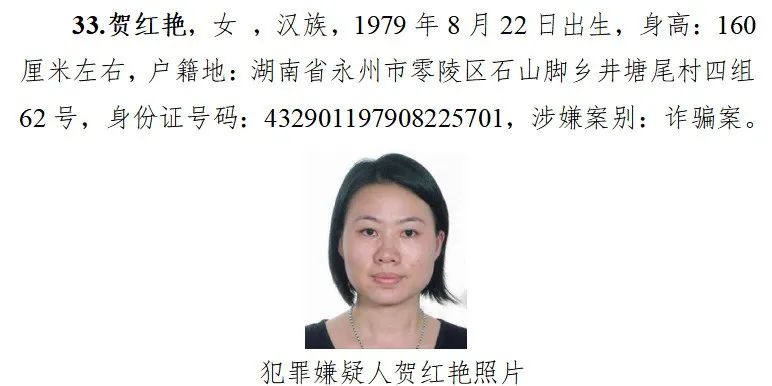 33.贺红艳，女 ，汉族，1979 年 8 月 22 日出生，身高：160
厘米左右，户籍地：湖南省永州市零陵区石山脚乡井塘尾村四组
62 号，身份证号码：432901197908225701，涉嫌案别：诈骗案。
犯罪嫌疑人贺红艳照片